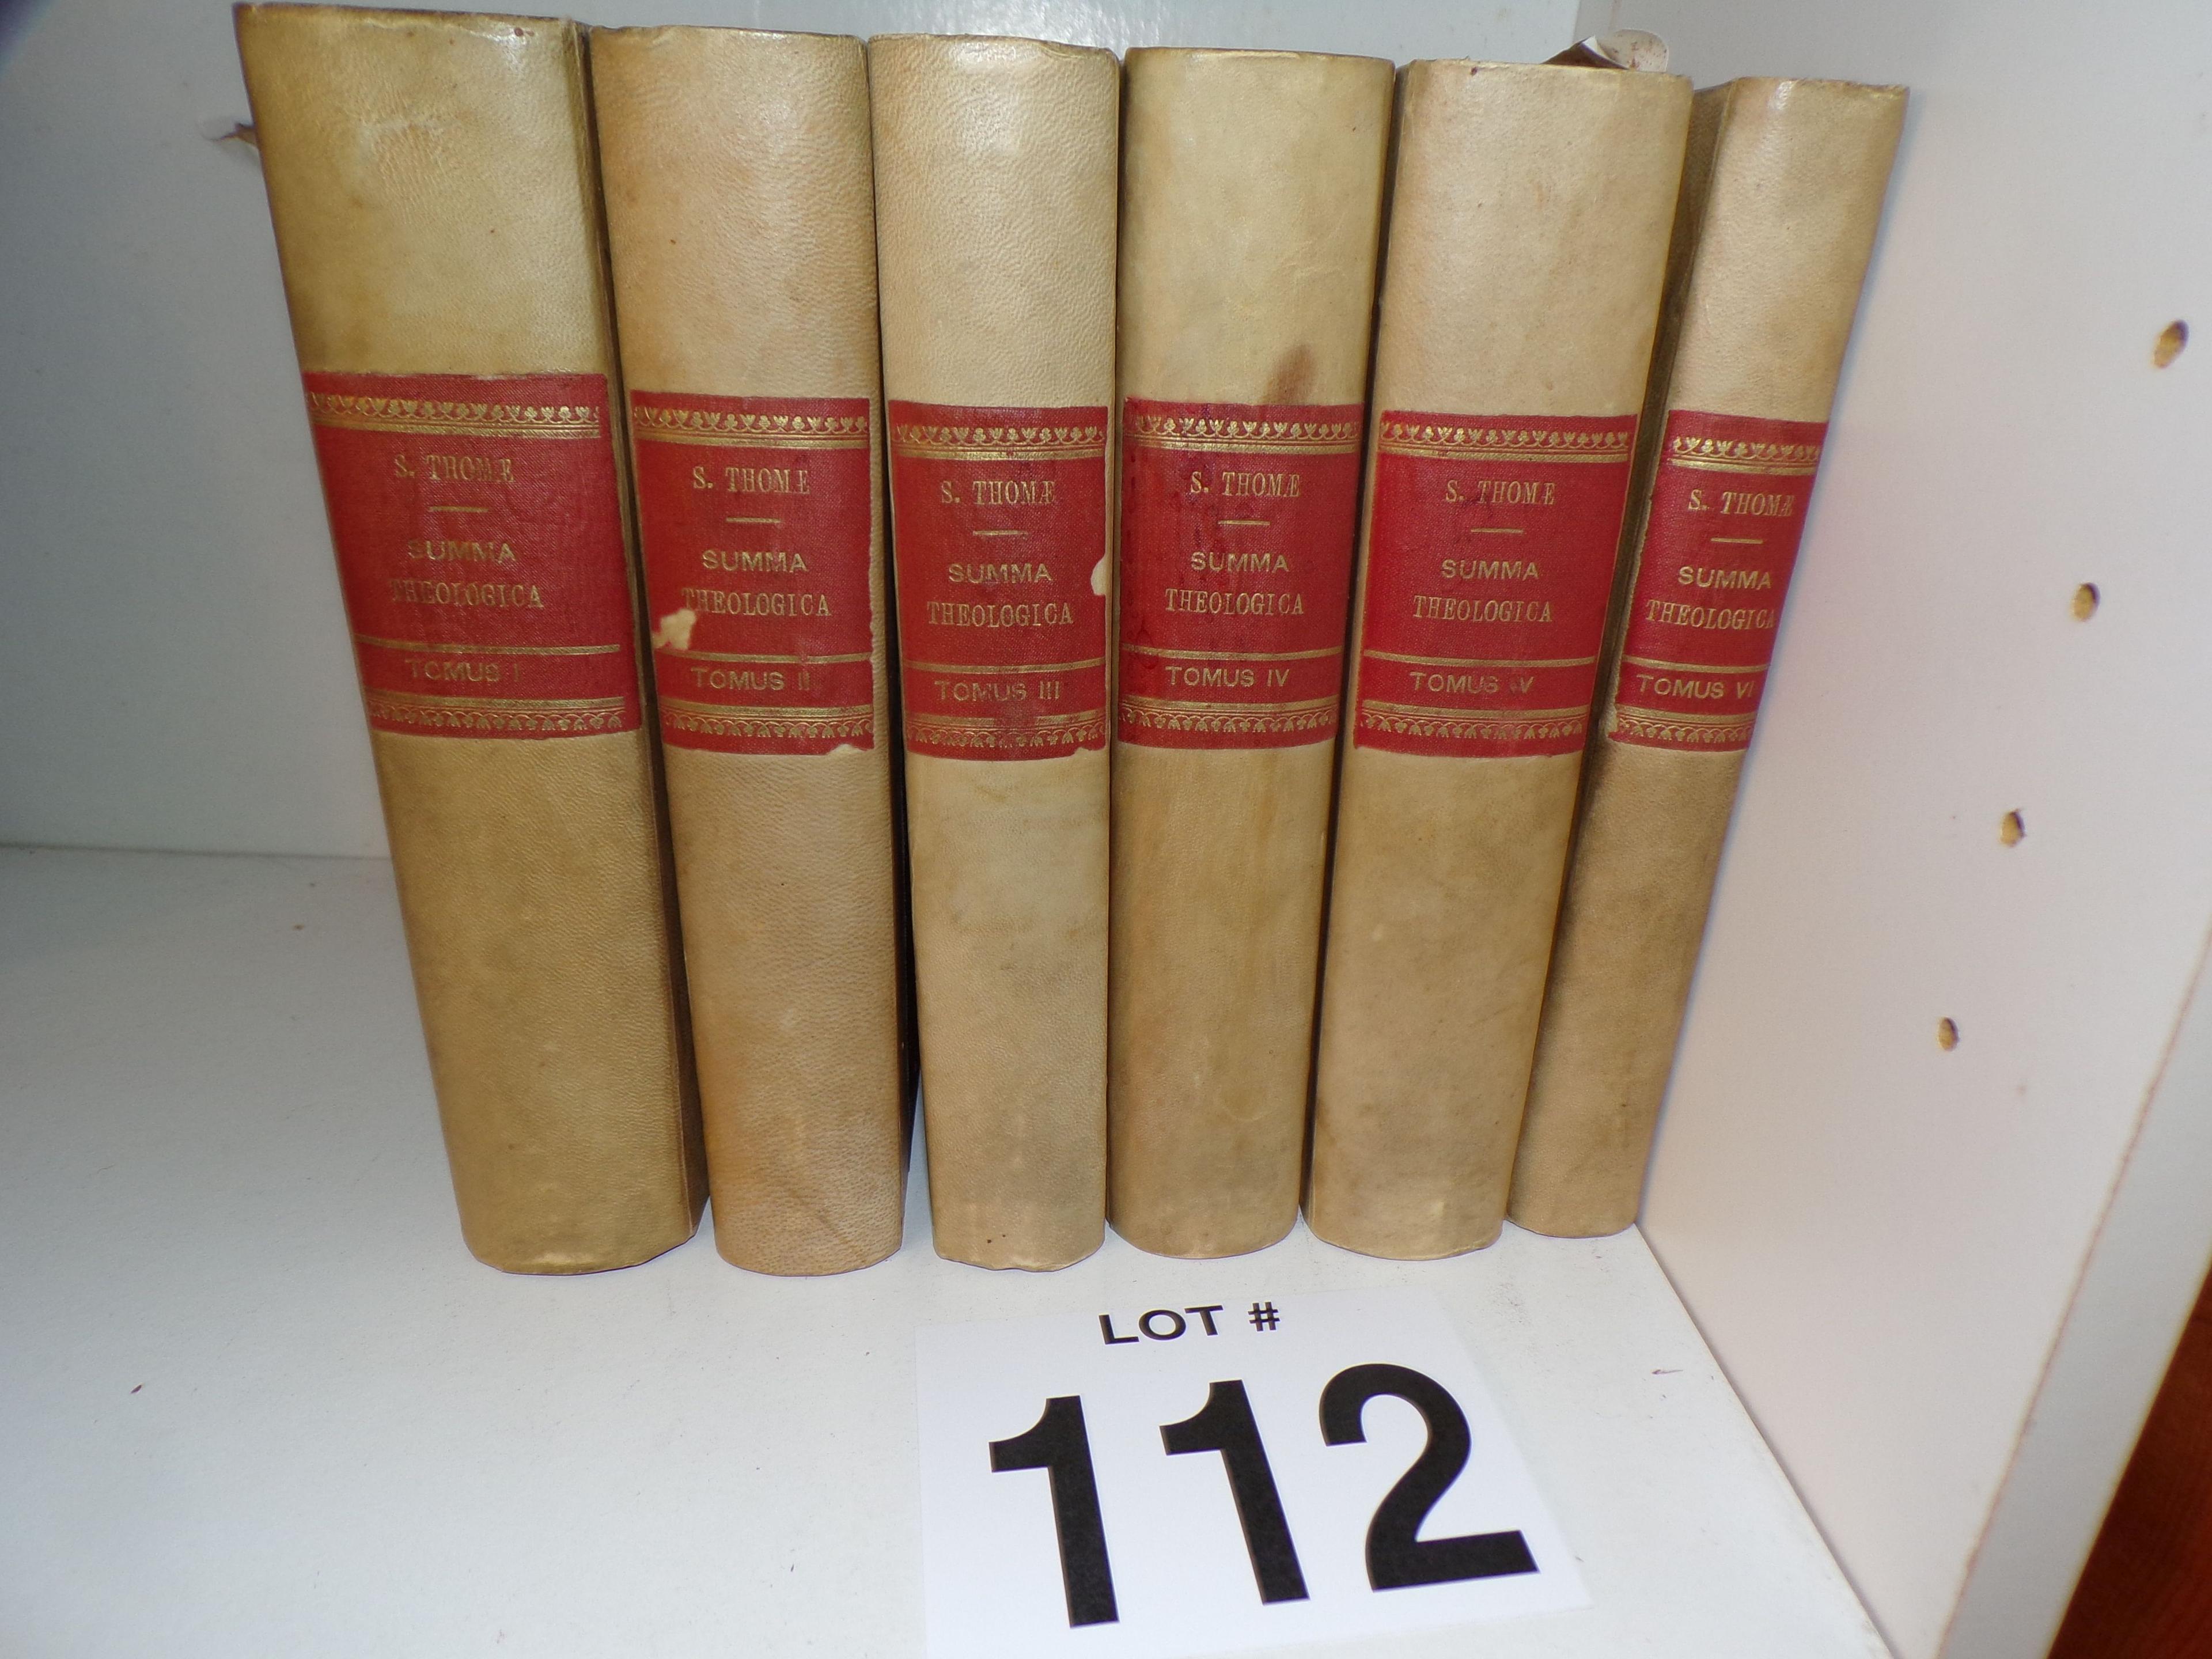 S. THOMÆ
SUMMA
THEOLOGICA
TOMUS I
S. THOMÆ
SUMMA
THEOLOGICA
TOMUS II
S. THOMÆ
SUMMA
THEOLOGICA
TOMUS III
S. THOMÆ
SUMMA
THEOLOGICA
TOMUS IV
S. THOMÆ
SUMMA
THEOLOGICA
TOMUS V
S. THOMÆ
SUMMA
THEOLOGICA
TOMUS VI
LOT #
112